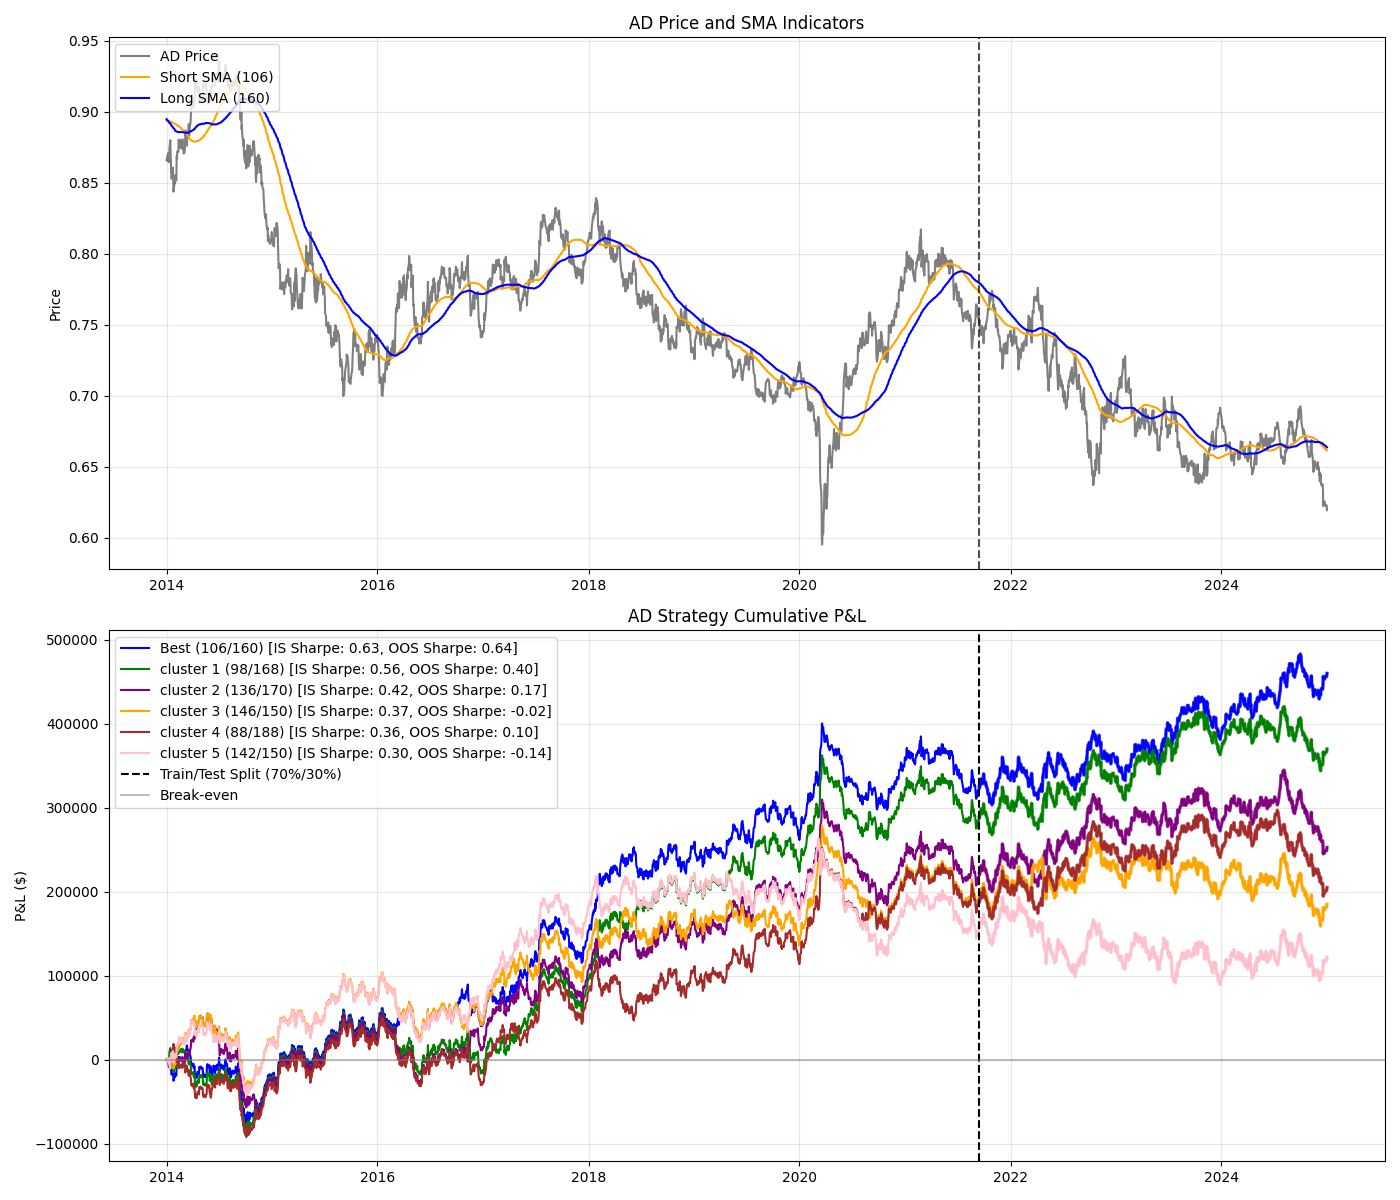 AD Price and SMA Indicators
0.95
0.90
0.85
0.80
0.75
0.70
0.65
0.60
Price
AD Price
Short SMA (106)
Long SMA (160)
2014
2016
2018
2020
2022
2024
AD Strategy Cumulative P&L
500000
400000
300000
200000
100000
0
−100000
P&L ($)
Best (106/160) [IS Sharpe: 0.63, OOS Sharpe: 0.64]
cluster 1 (98/168) [IS Sharpe: 0.56, OOS Sharpe: 0.40]
cluster 2 (136/170) [IS Sharpe: 0.42, OOS Sharpe: 0.17]
cluster 3 (146/150) [IS Sharpe: 0.37, OOS Sharpe: -0.02]
cluster 4 (88/188) [IS Sharpe: 0.36, OOS Sharpe: 0.10]
cluster 5 (142/150) [IS Sharpe: 0.30, OOS Sharpe: -0.14]
Train/Test Split (70%/30%)
Break-even
2014
2016
2018
2020
2022
2024